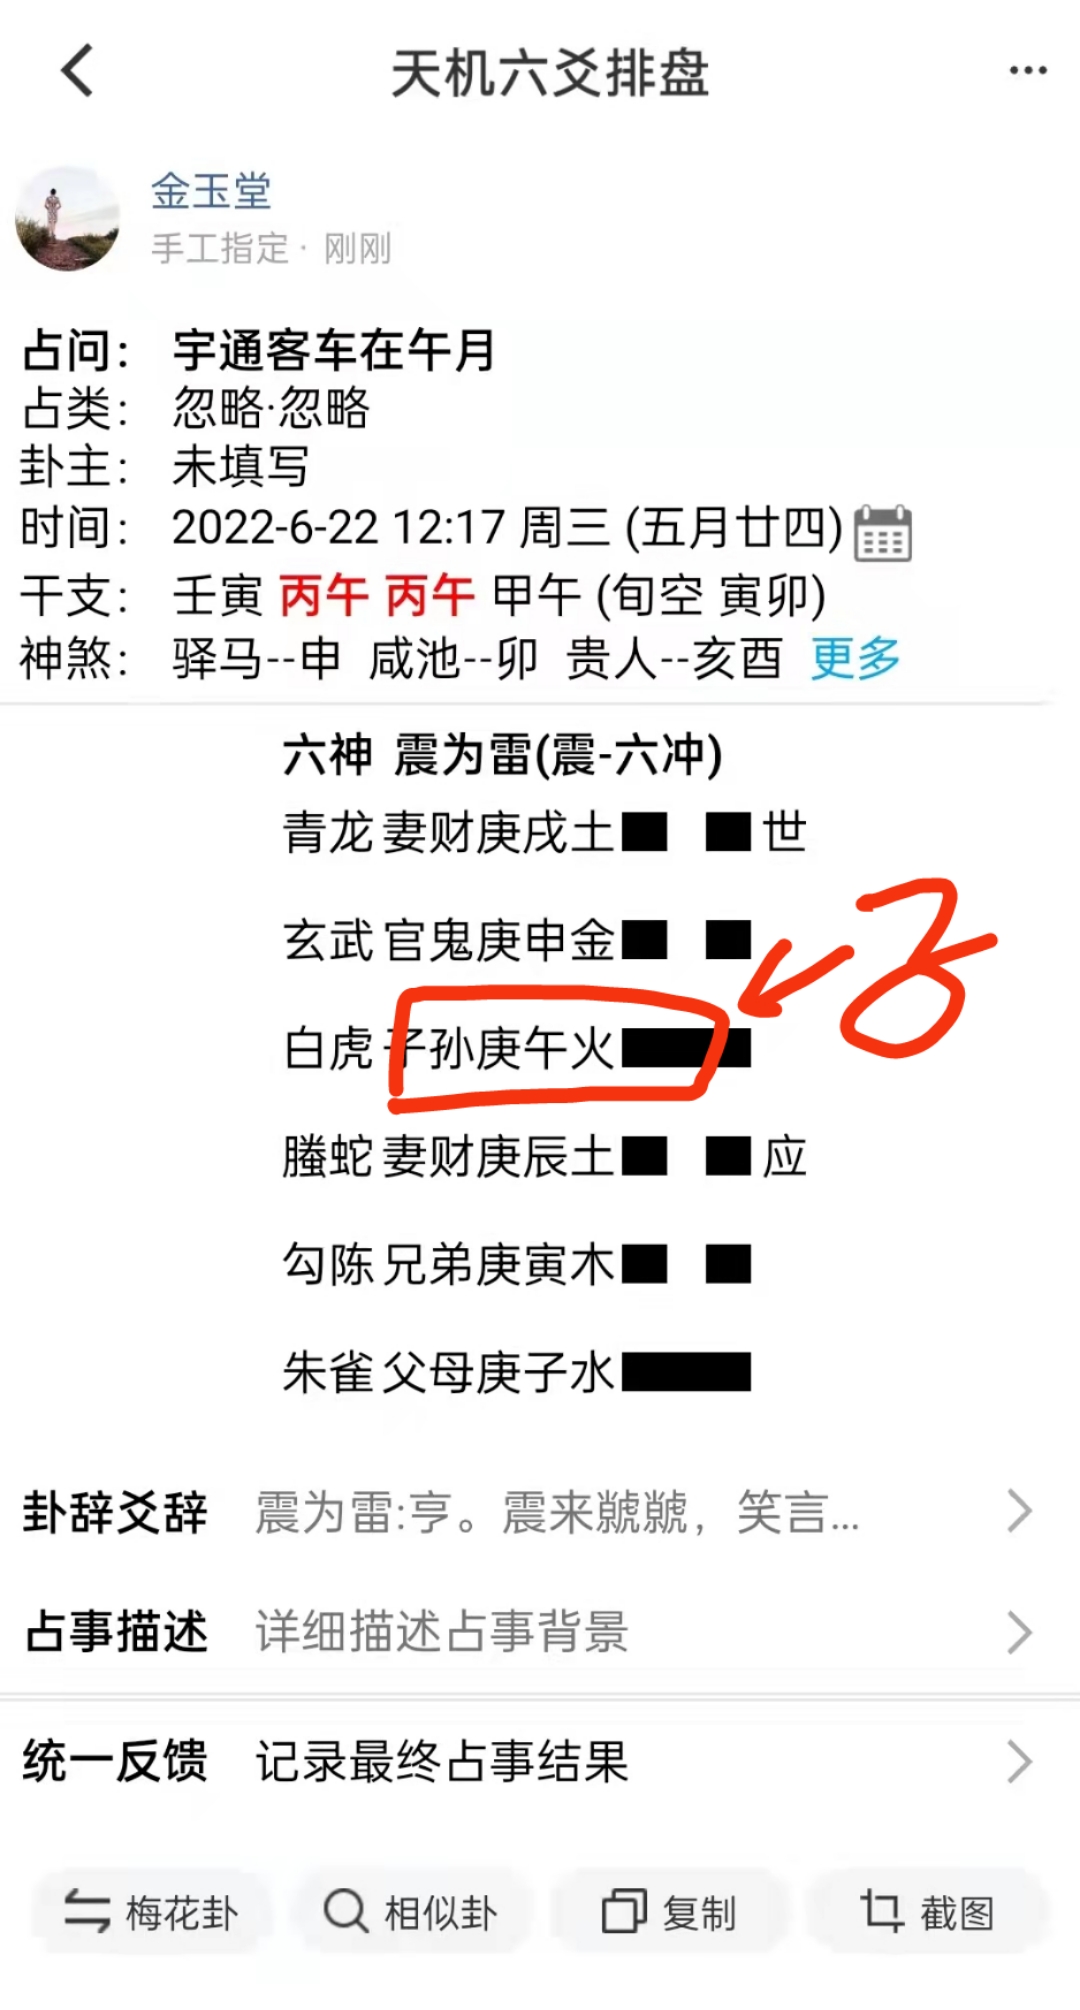 天机六爻排盘
金玉堂
手工指定· 刚刚
占问： 宇通客车在午月
占类： 忽略·忽略
卦主： 未填写
时间： 2022-6-22 12:17 周三 (五月廿四)
干支： 壬寅 丙午 丙午 甲午 (旬空 寅卯)
神煞： 驿马--申 咸池--卯 贵人--亥酉 更多
六神 震为雷(震-六冲)
青龙 妻财庚戌土 世
玄武 官鬼庚申金
白虎 子孙庚午火
螣蛇 妻财庚辰土 应
勾陈 兄弟庚寅木
朱雀 父母庚子水
卦辞爻辞 震为雷:亨。震来虩虩，笑言...
占事描述 详细描述占事背景
统一反馈 记录最终占事结果
梅花卦 相似卦 复制 截图